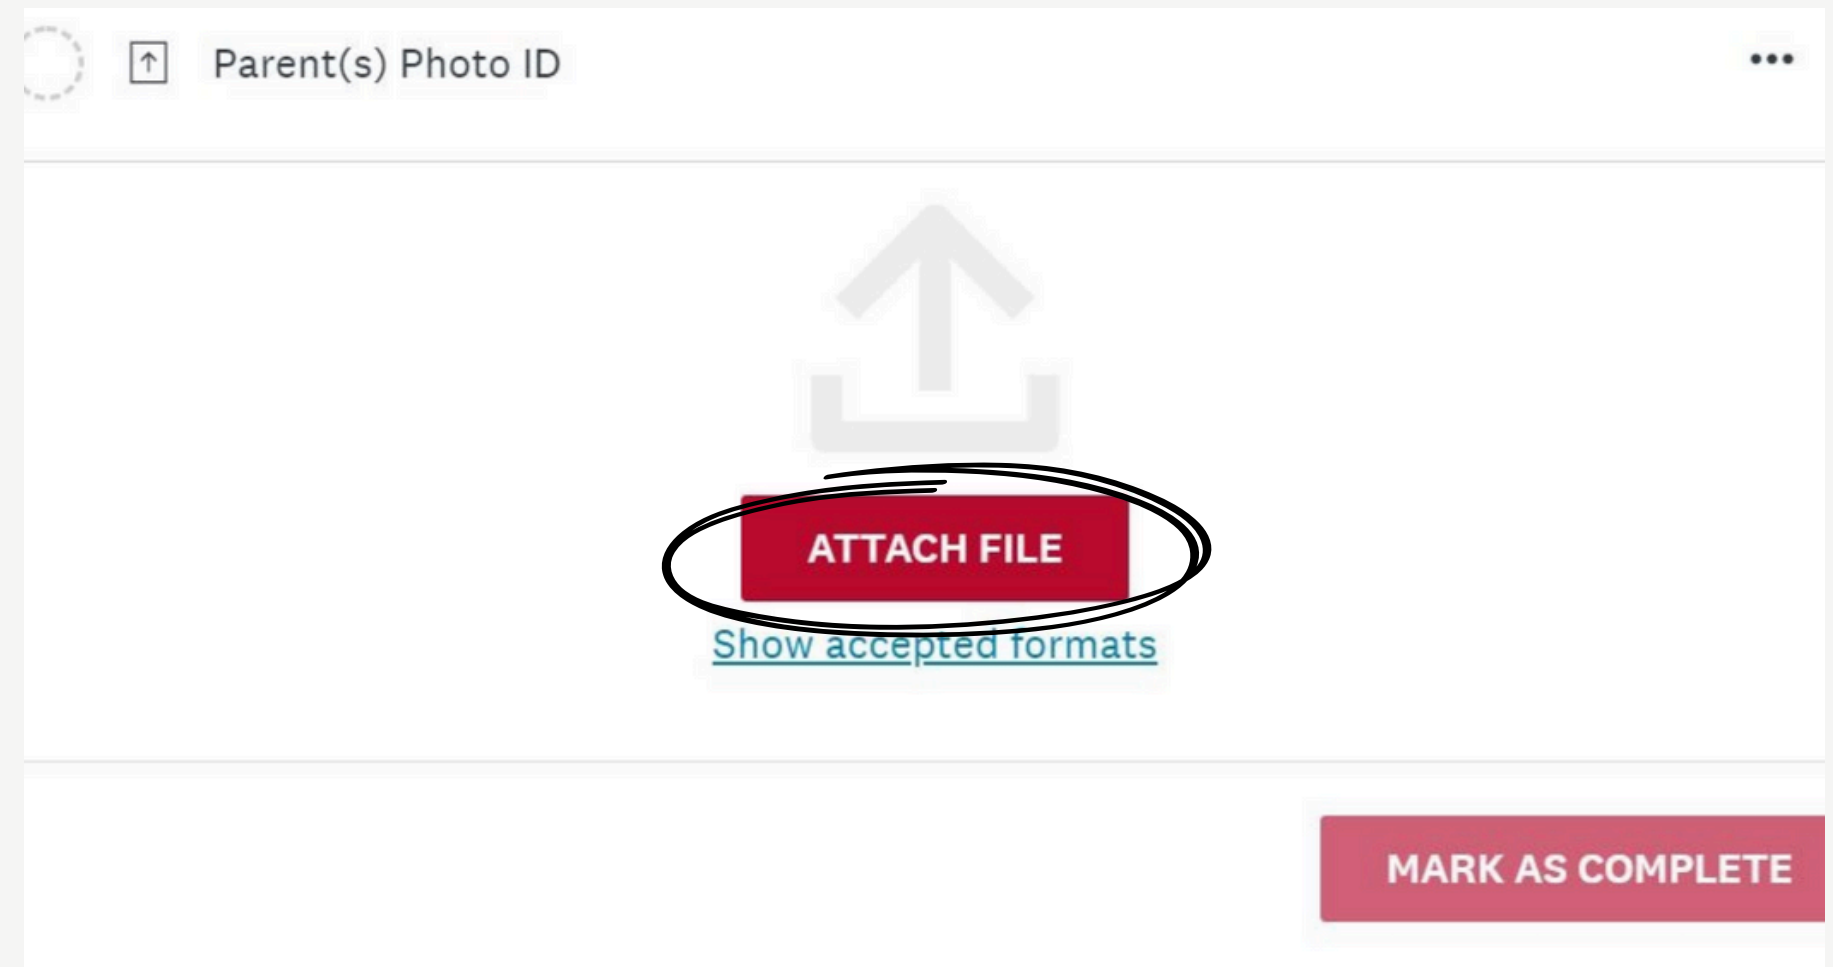 Parent(s) Photo ID
ATTACH FILE
Show accepted formats
MARK AS COMPLETE